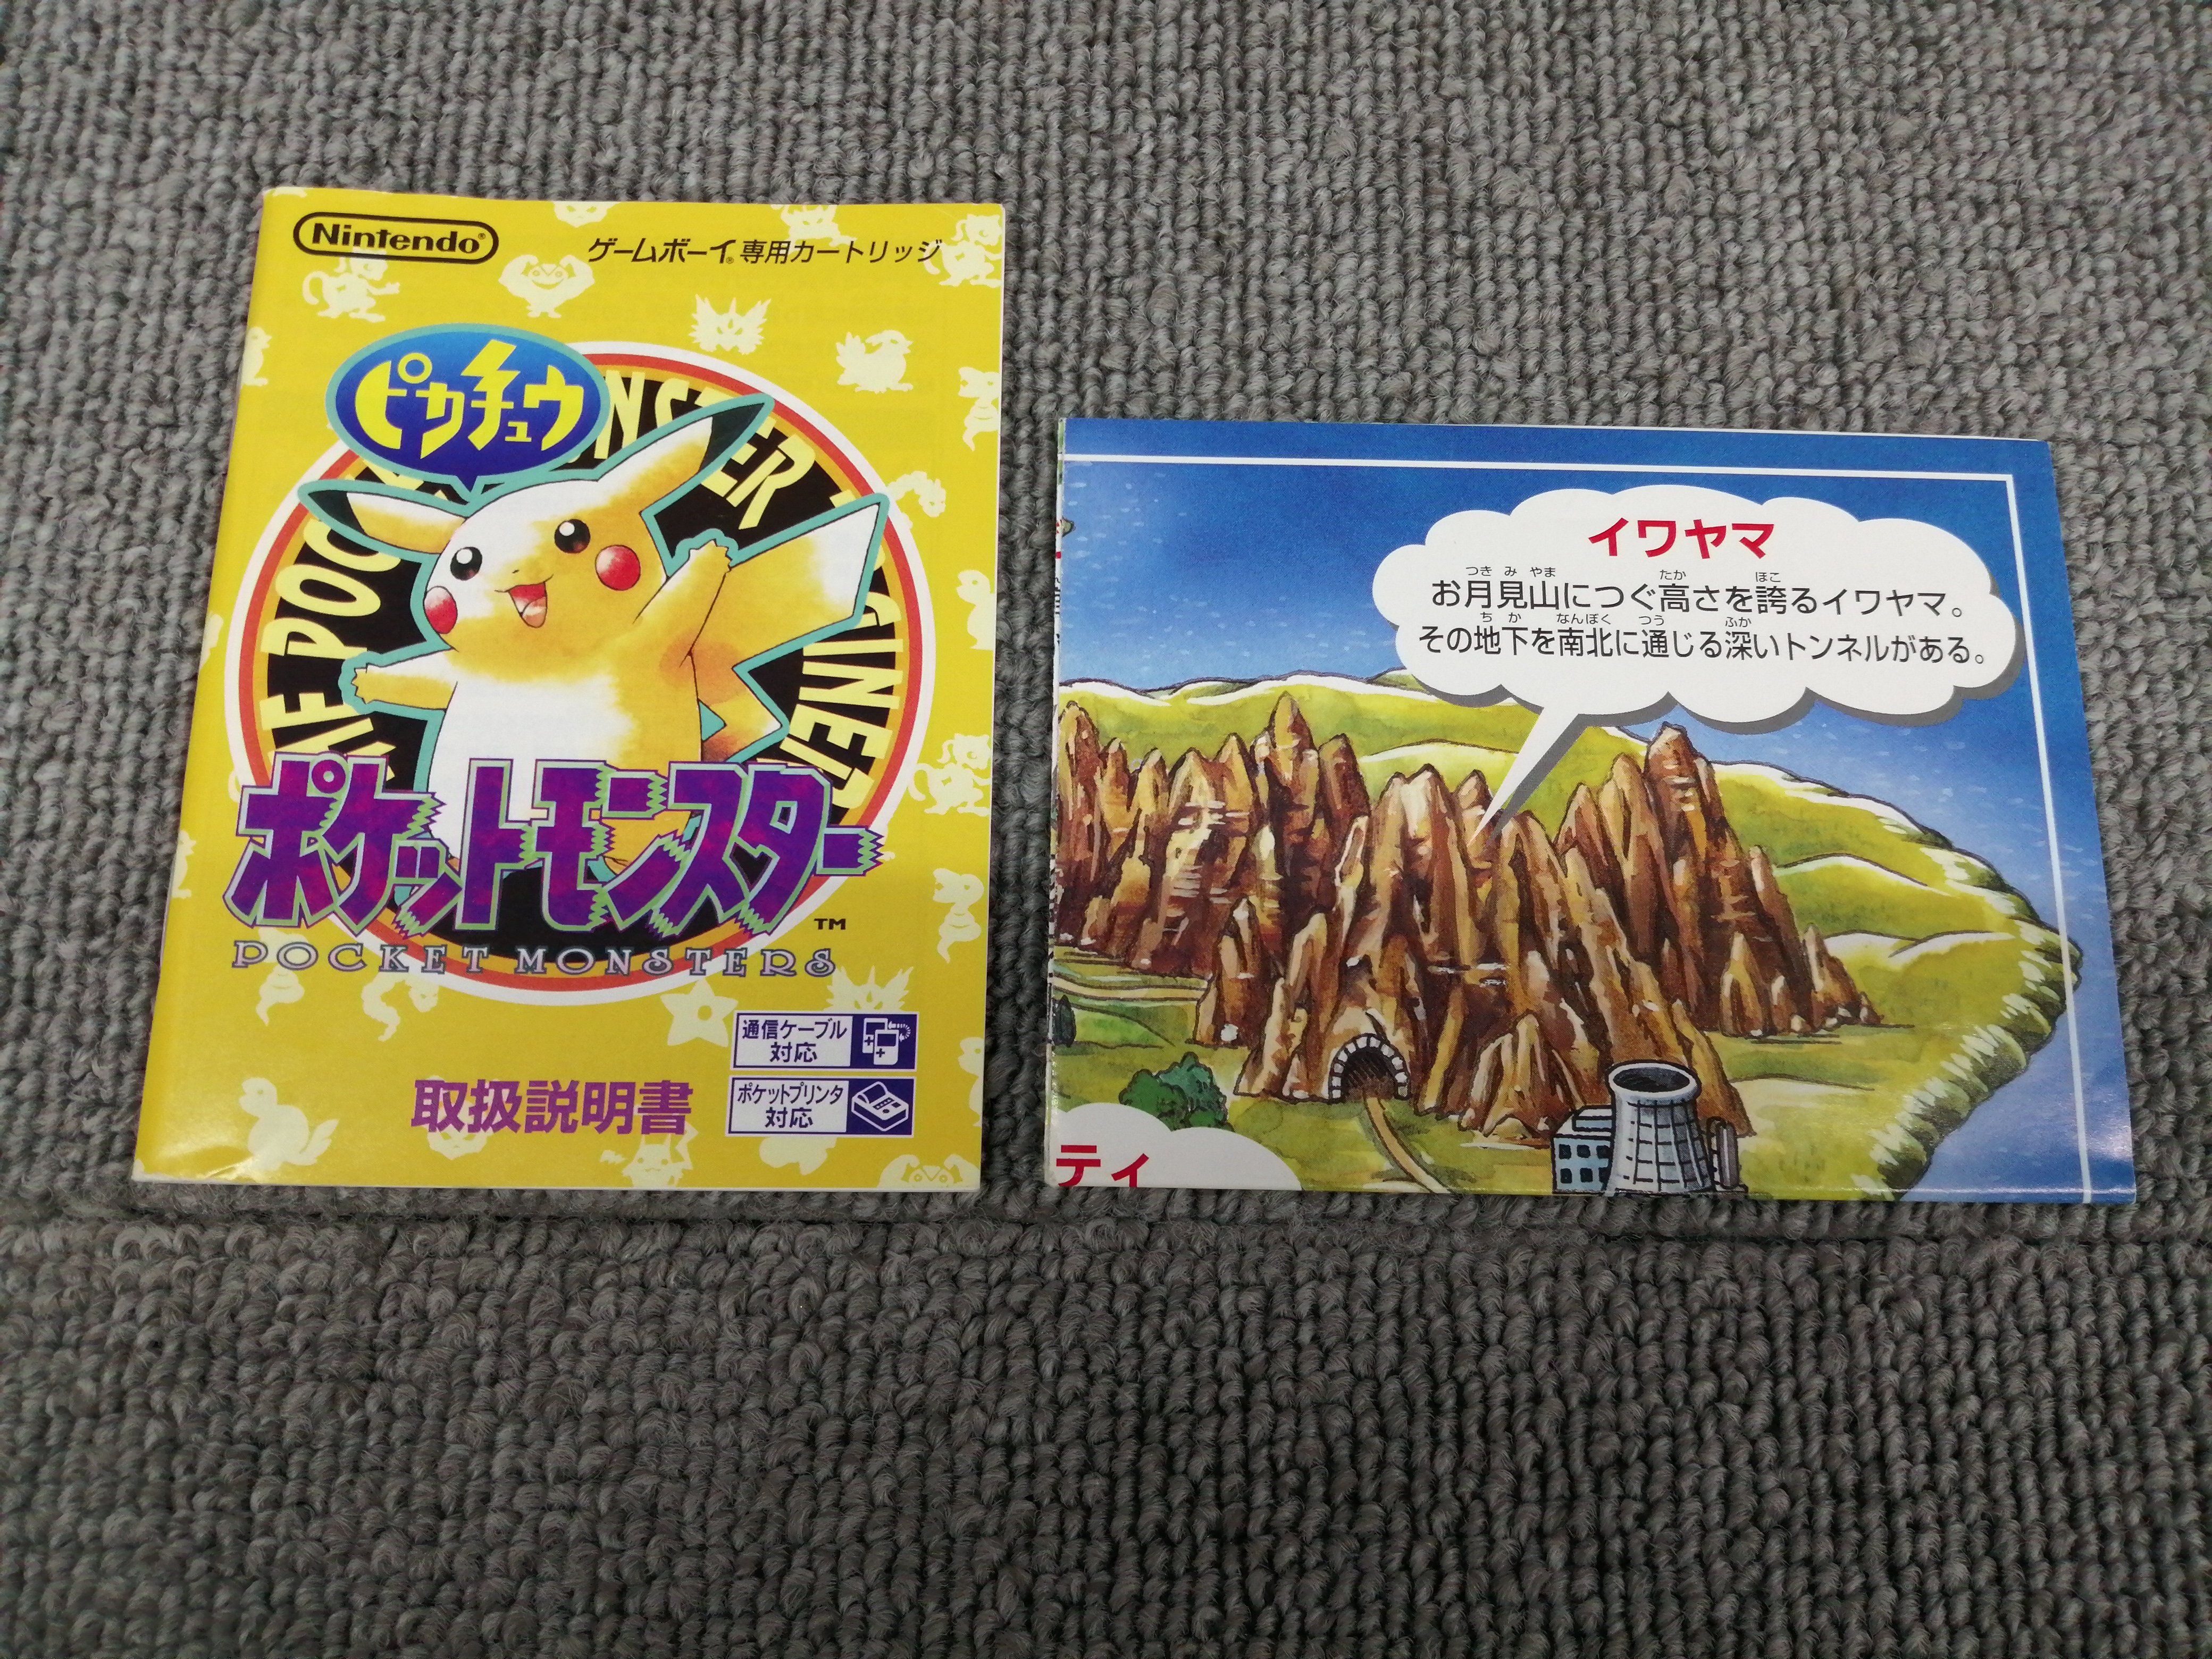 Nintendo®
ゲームボーイ®専用カートリッジ
ピカチュウ
ポケットモンスター
TM
POCKET MONSTERS
通信ケーブル
対応
取扱説明書
ポケットプリンタ
対応
イワヤマ
お月見山につぐ高さを誇るイワヤマ。
つき み やま たか ほこ
その地下を南北に通じる深いトンネルがある。
ち か なんぼく つう ふか
ティ